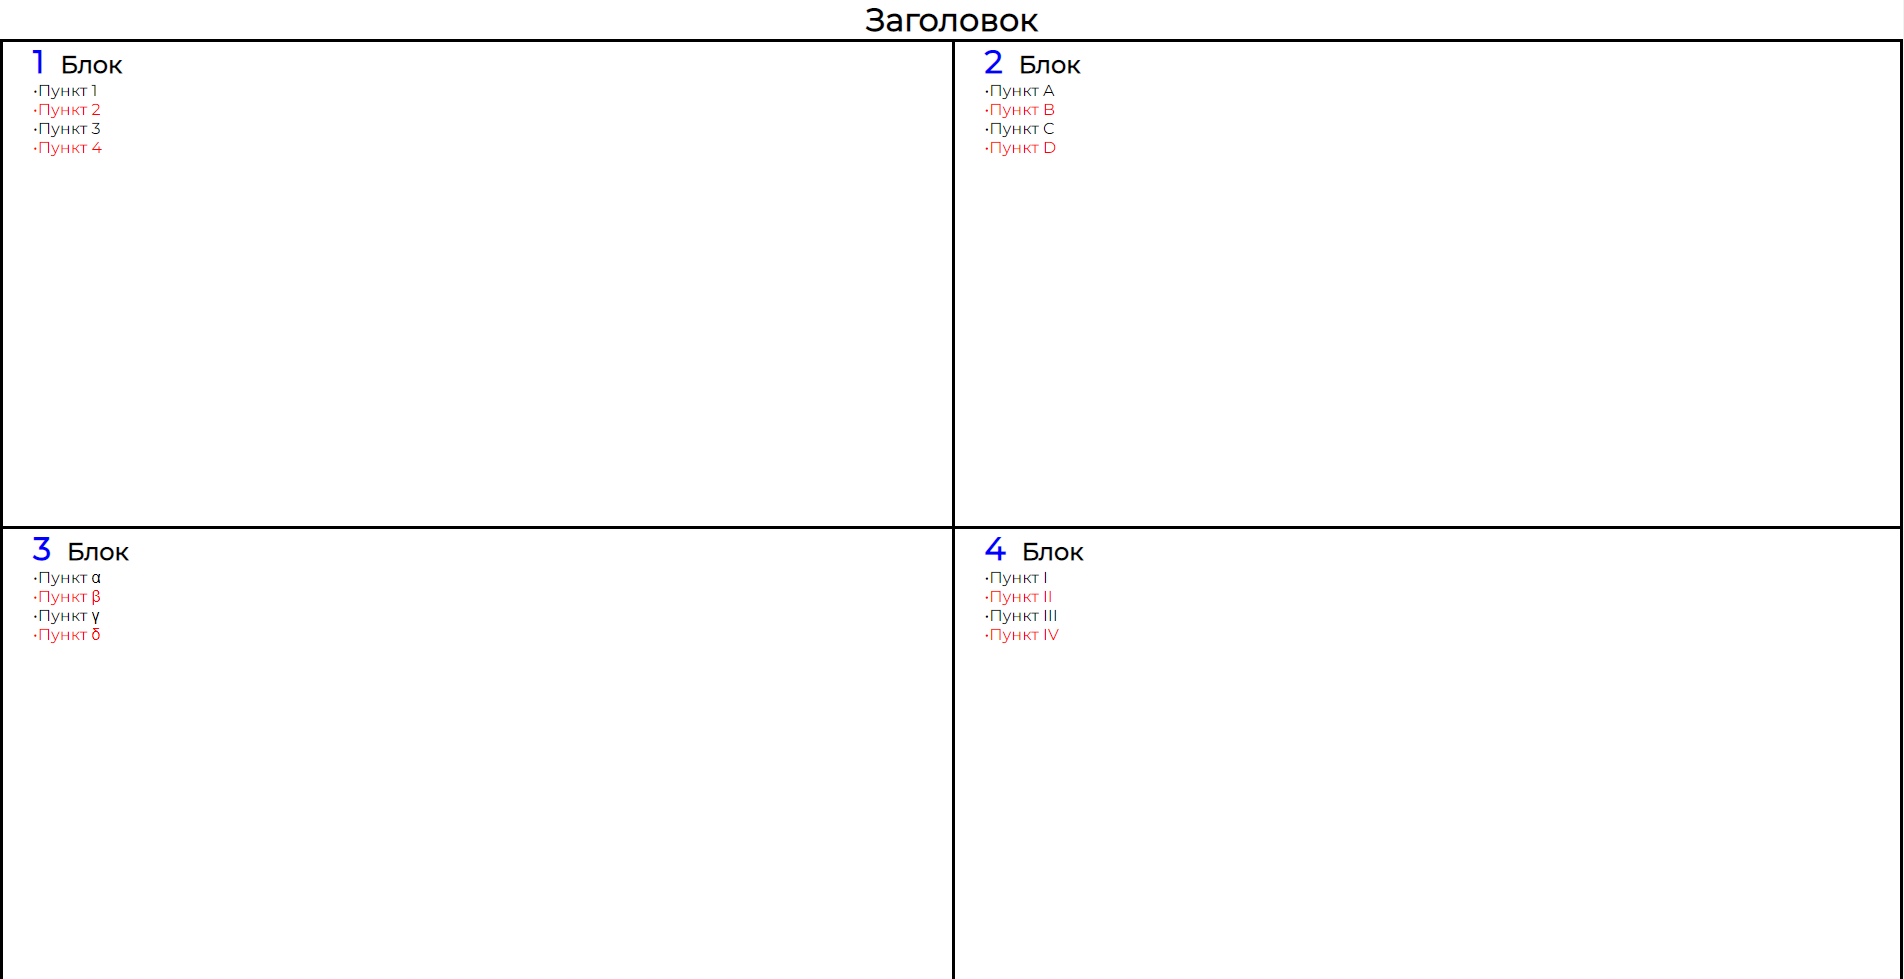 Заголовок
1 Блок
·Пункт 1
·Пункт 2
·Пункт 3
·Пункт 4
2 Блок
·Пункт A
·Пункт B
·Пункт C
·Пункт D
3 Блок
·Пункт α
·Пункт β
·Пункт γ
·Пункт δ
4 Блок
·Пункт I
·Пункт II
·Пункт III
·Пункт IV